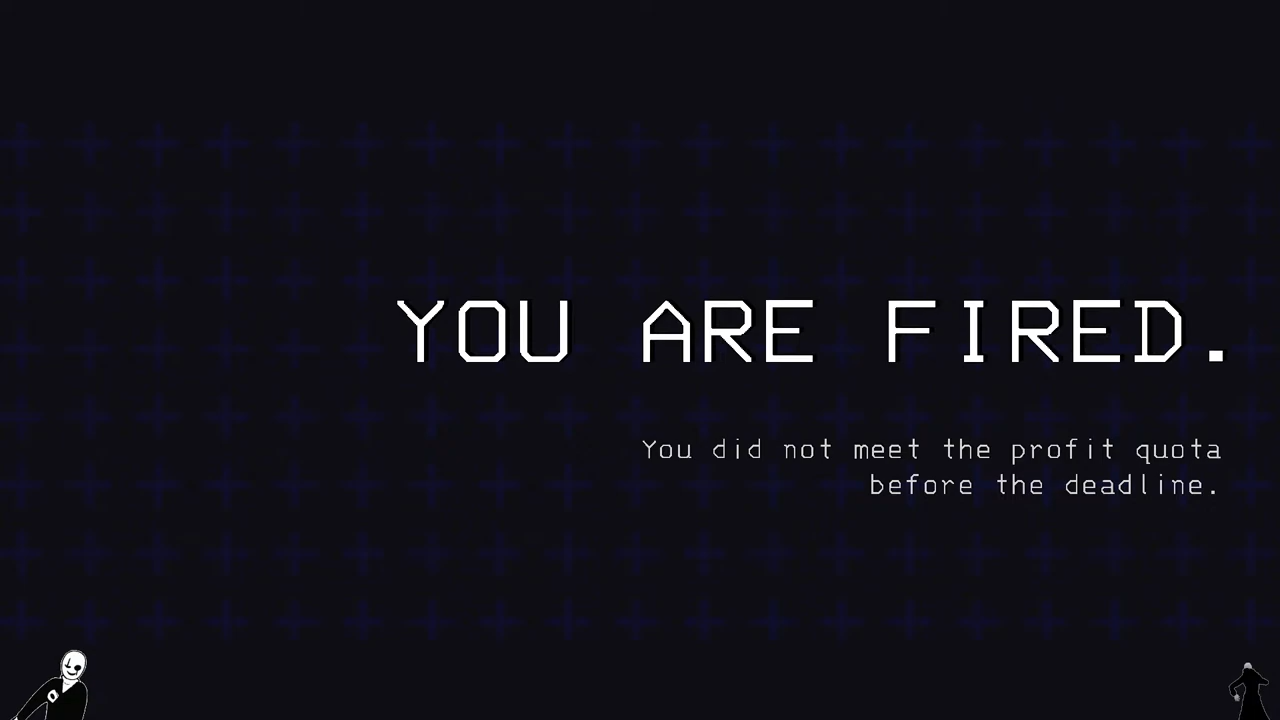 YOU ARE FIRED.
You did not meet the profit quota
before the deadline.